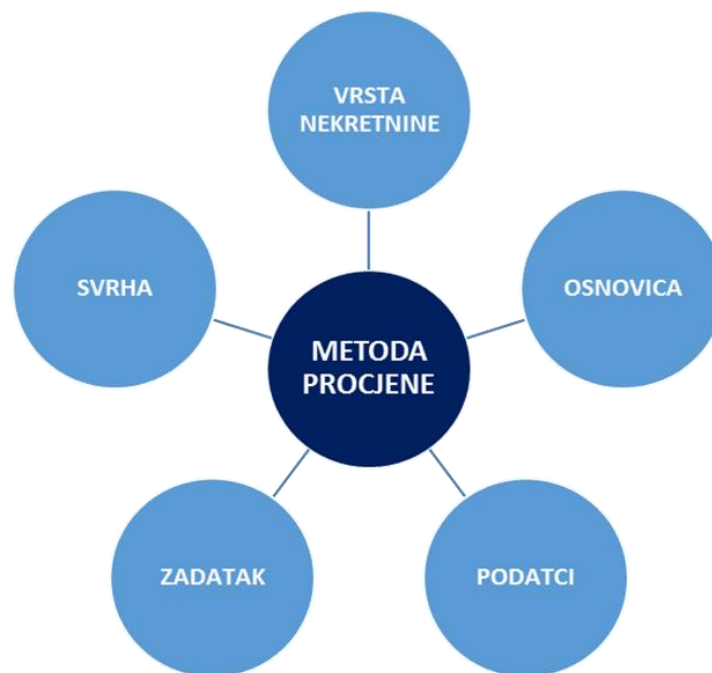 VRSTA
NEKRETNINE
SVRHA
OSNOVICA
METODA
PROCJENE
ZADATAK
PODATCI